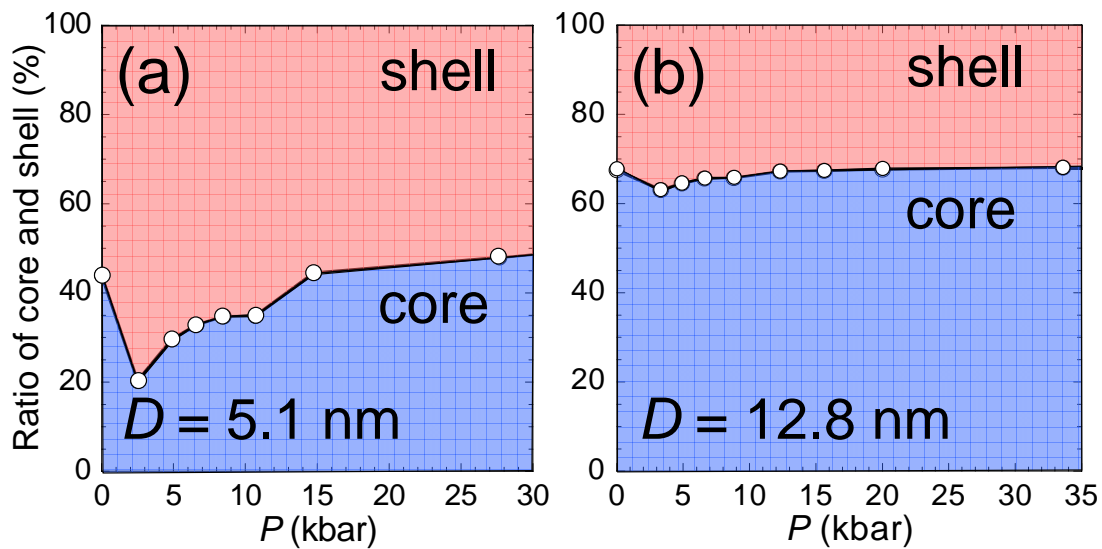 Ratio of core and shell (%)
100
80
60
40
20
0
(a)
shell
core
D = 5.1 nm
0 5 10 15 20 25 30
P (kbar)
100
80
60
40
20
0
(b)
shell
core
D = 12.8 nm
0 5 10 15 20 25 30 35
P (kbar)